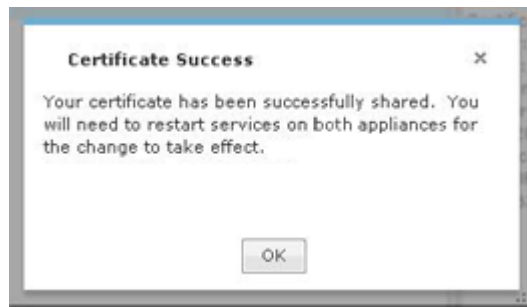 Certificate Success
×
Your certificate has been successfully shared. You
will need to restart services on both appliances for
the change to take effect.
OK